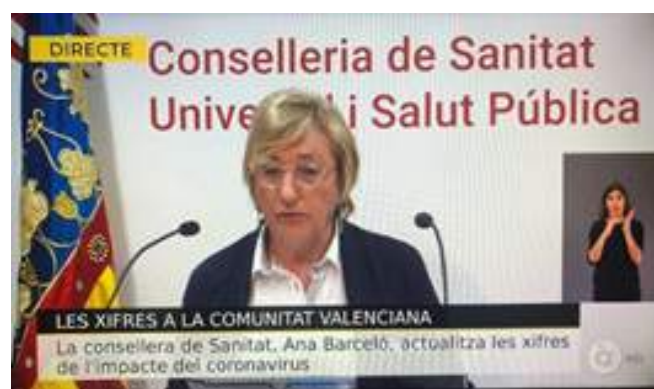 DIRECTE
Conselleria de Sanitat
i Salut Pública
LES XIFRES A LA COMUNITAT VALENCIANA
La consellera de Sanitat, Ana Barceló, actualitza les xifres
de l'impacte del coronavirus